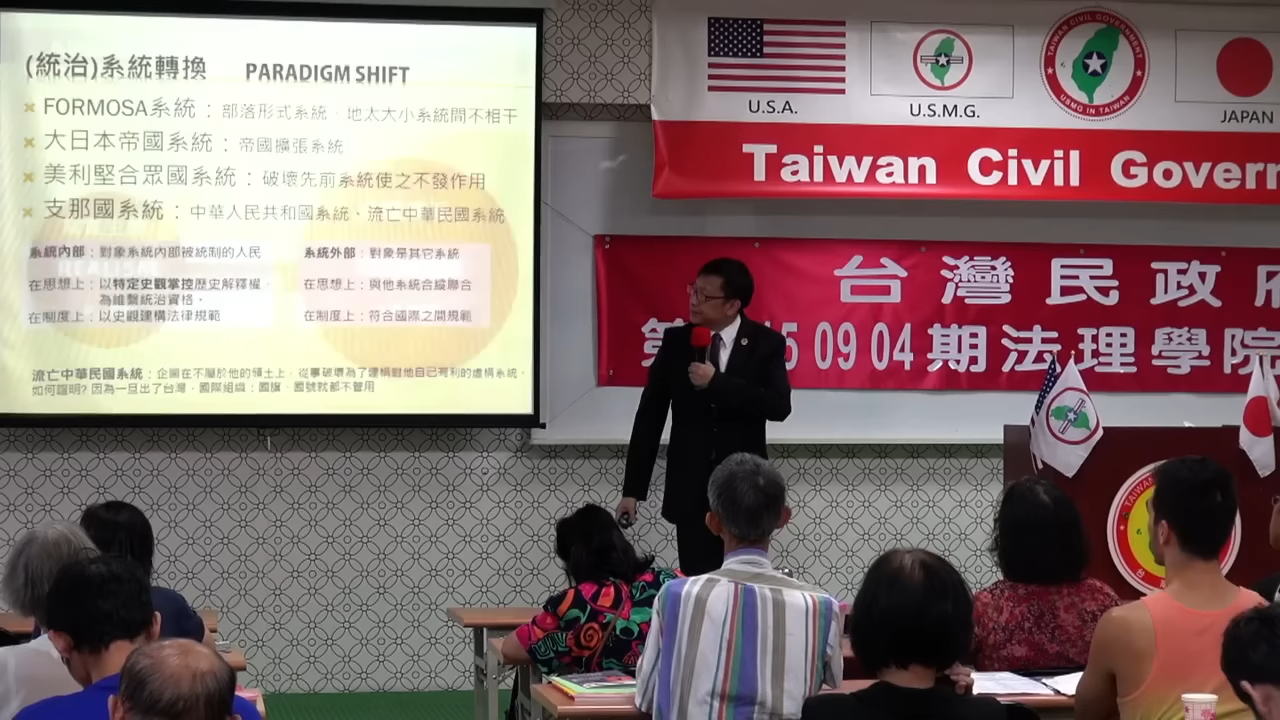 (統治)系統轉換 PARADIGM SHIFT
FORMOSA系統：部落形式系統，地太大小系統間不相干
大日本帝國系統：帝國擴張系統
美利堅合眾國系統：破壞先前系統使之不發作用
支那國系統：中華人民共和國系統、流亡中華民國系統
系統內部：對象系統內部被統制的人民
在思想上：以特定史觀掌控歷史解釋權，
為維繫統治資格。
在制度上：以史觀建構法律規範
系統外部：對象是其它系統
在思想上：與他系統合縱聯合
在制度上：符合國際之間規範
流亡中華民國系統：企圖在不屬於他的領土上，從事破壞為了建構對他自己有利的虛構系統，
如何證明? 因為一旦出了台灣，國際組織：國旗，國號就都不管用
U.S.A.
U.S.M.G.
TAIWAN CIVIL GOVERNMENT
USMG IN TAIWAN
JAPAN
Taiwan Civil Govern
台灣民政府
第 5 09 04 期法理學院
TAIWAN
台